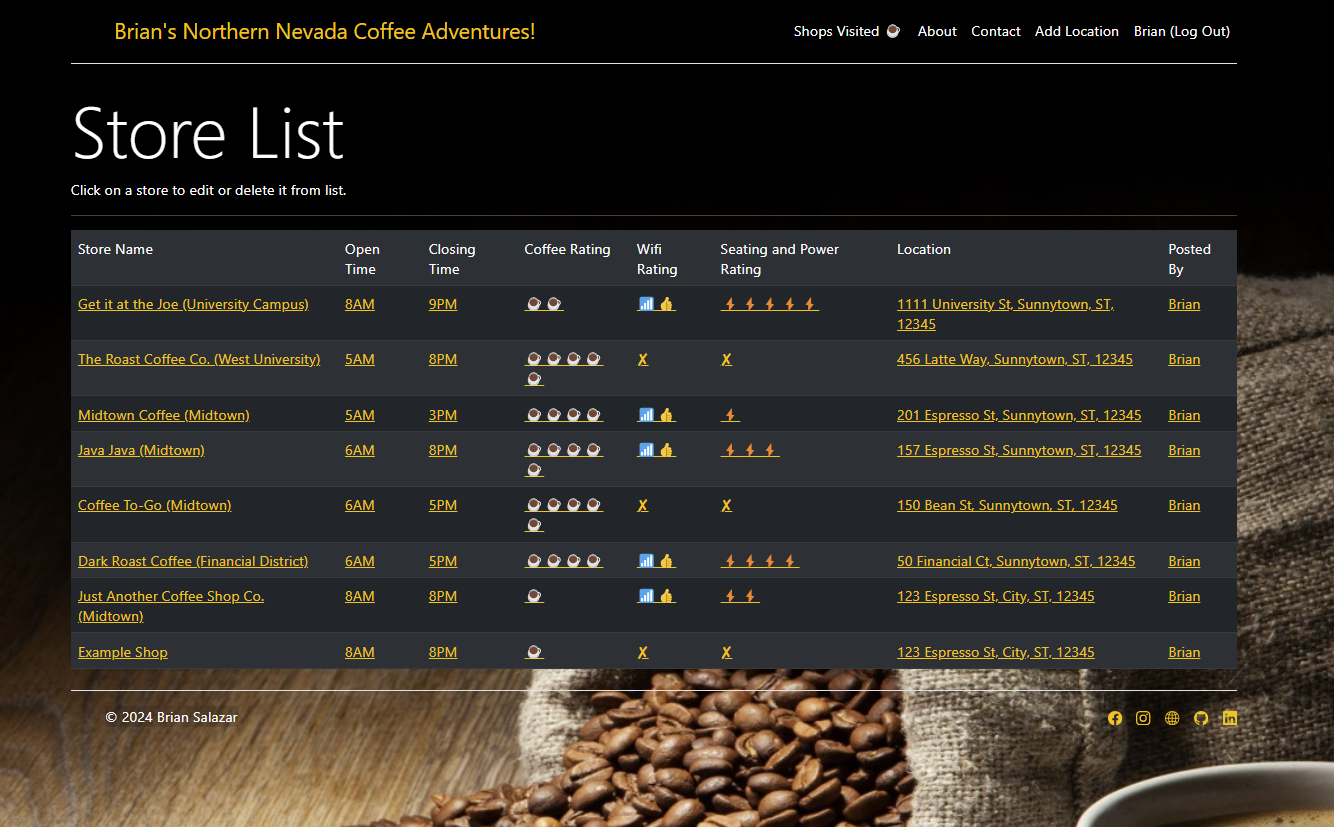 Brian's Northern Nevada Coffee Adventures!
Shops Visited ☕ About Contact Add Location Brian (Log Out)
Store List
Click on a store to edit or delete it from list.
Store Name Open Time Closing Time Coffee Rating Wifi Rating Seating and Power Rating Location Posted By
Get it at the Joe (University Campus) 8AM 9PM ☕☕ 📶👍 ⚡⚡⚡⚡⚡ 1111 University St, Sunnytown, ST, 12345 Brian
The Roast Coffee Co. (West University) 5AM 8PM ☕☕☕☕☕ ✘ ✘ 456 Latte Way, Sunnytown, ST, 12345 Brian
Midtown Coffee (Midtown) 5AM 3PM ☕☕☕☕ 📶👍 ⚡ 201 Espresso St, Sunnytown, ST, 12345 Brian
Java Java (Midtown) 6AM 8PM ☕☕☕☕☕ 📶👍 ⚡⚡⚡ 157 Espresso St, Sunnytown, ST, 12345 Brian
Coffee To-Go (Midtown) 6AM 5PM ☕☕☕☕☕ ✘ ✘ 150 Bean St, Sunnytown, ST, 12345 Brian
Dark Roast Coffee (Financial District) 6AM 5PM ☕☕☕☕ 📶👍 ⚡⚡⚡⚡ 50 Financial Ct, Sunnytown, ST, 12345 Brian
Just Another Coffee Shop Co. (Midtown) 8AM 8PM ☕ 📶👍 ⚡⚡ 123 Espresso St, City, ST, 12345 Brian
Example Shop 8AM 8PM ☕ ✘ ✘ 123 Espresso St, City, ST, 12345 Brian
© 2024 Brian Salazar